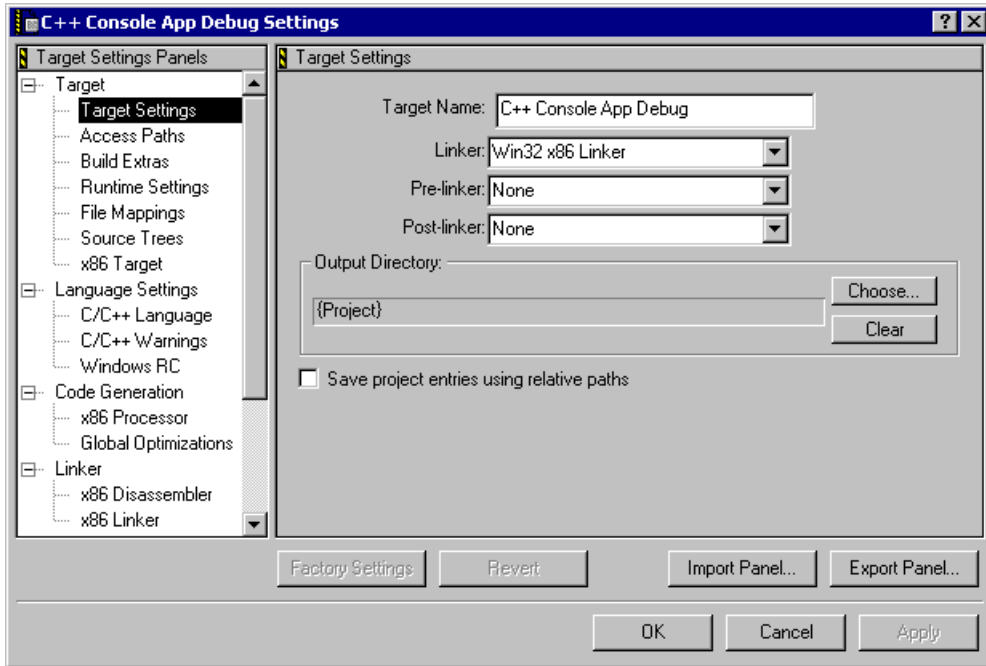 C++ Console App Debug Settings
Target Settings Panels
Target
Target Settings
Access Paths
Build Extras
Runtime Settings
File Mappings
Source Trees
x86 Target
Language Settings
C/C++ Language
C/C++ Warnings
Windows RC
Code Generation
x86 Processor
Global Optimizations
Linker
x86 Disassembler
x86 Linker
Target Settings
Target Name: C++ Console App Debug
Linker: Win32 x86 Linker
Pre-linker: None
Post-linker: None
Output Directory:
{Project}
Choose...
Clear
Save project entries using relative paths
Factory Settings
Revert
Import Panel...
Export Panel...
OK
Cancel
Apply